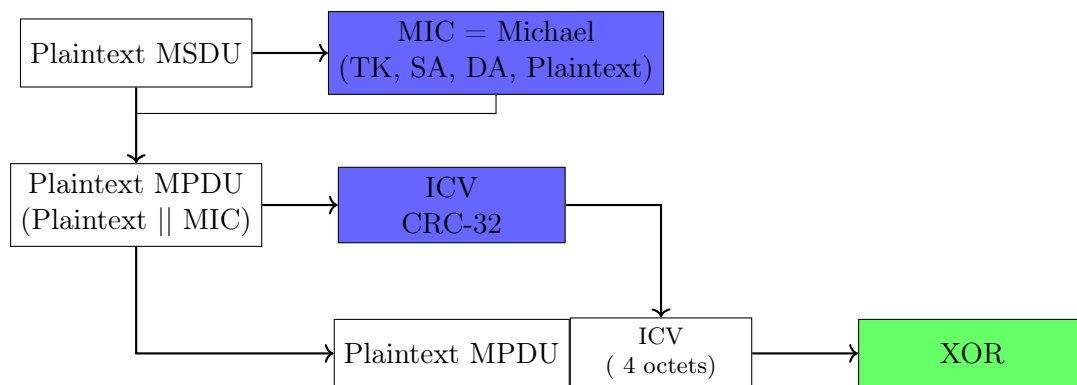 Plaintext MSDU
MIC = Michael
(TK, SA, DA, Plaintext)
Plaintext MPDU
(Plaintext || MIC)
ICV
CRC-32
Plaintext MPDU
ICV
( 4 octets)
XOR